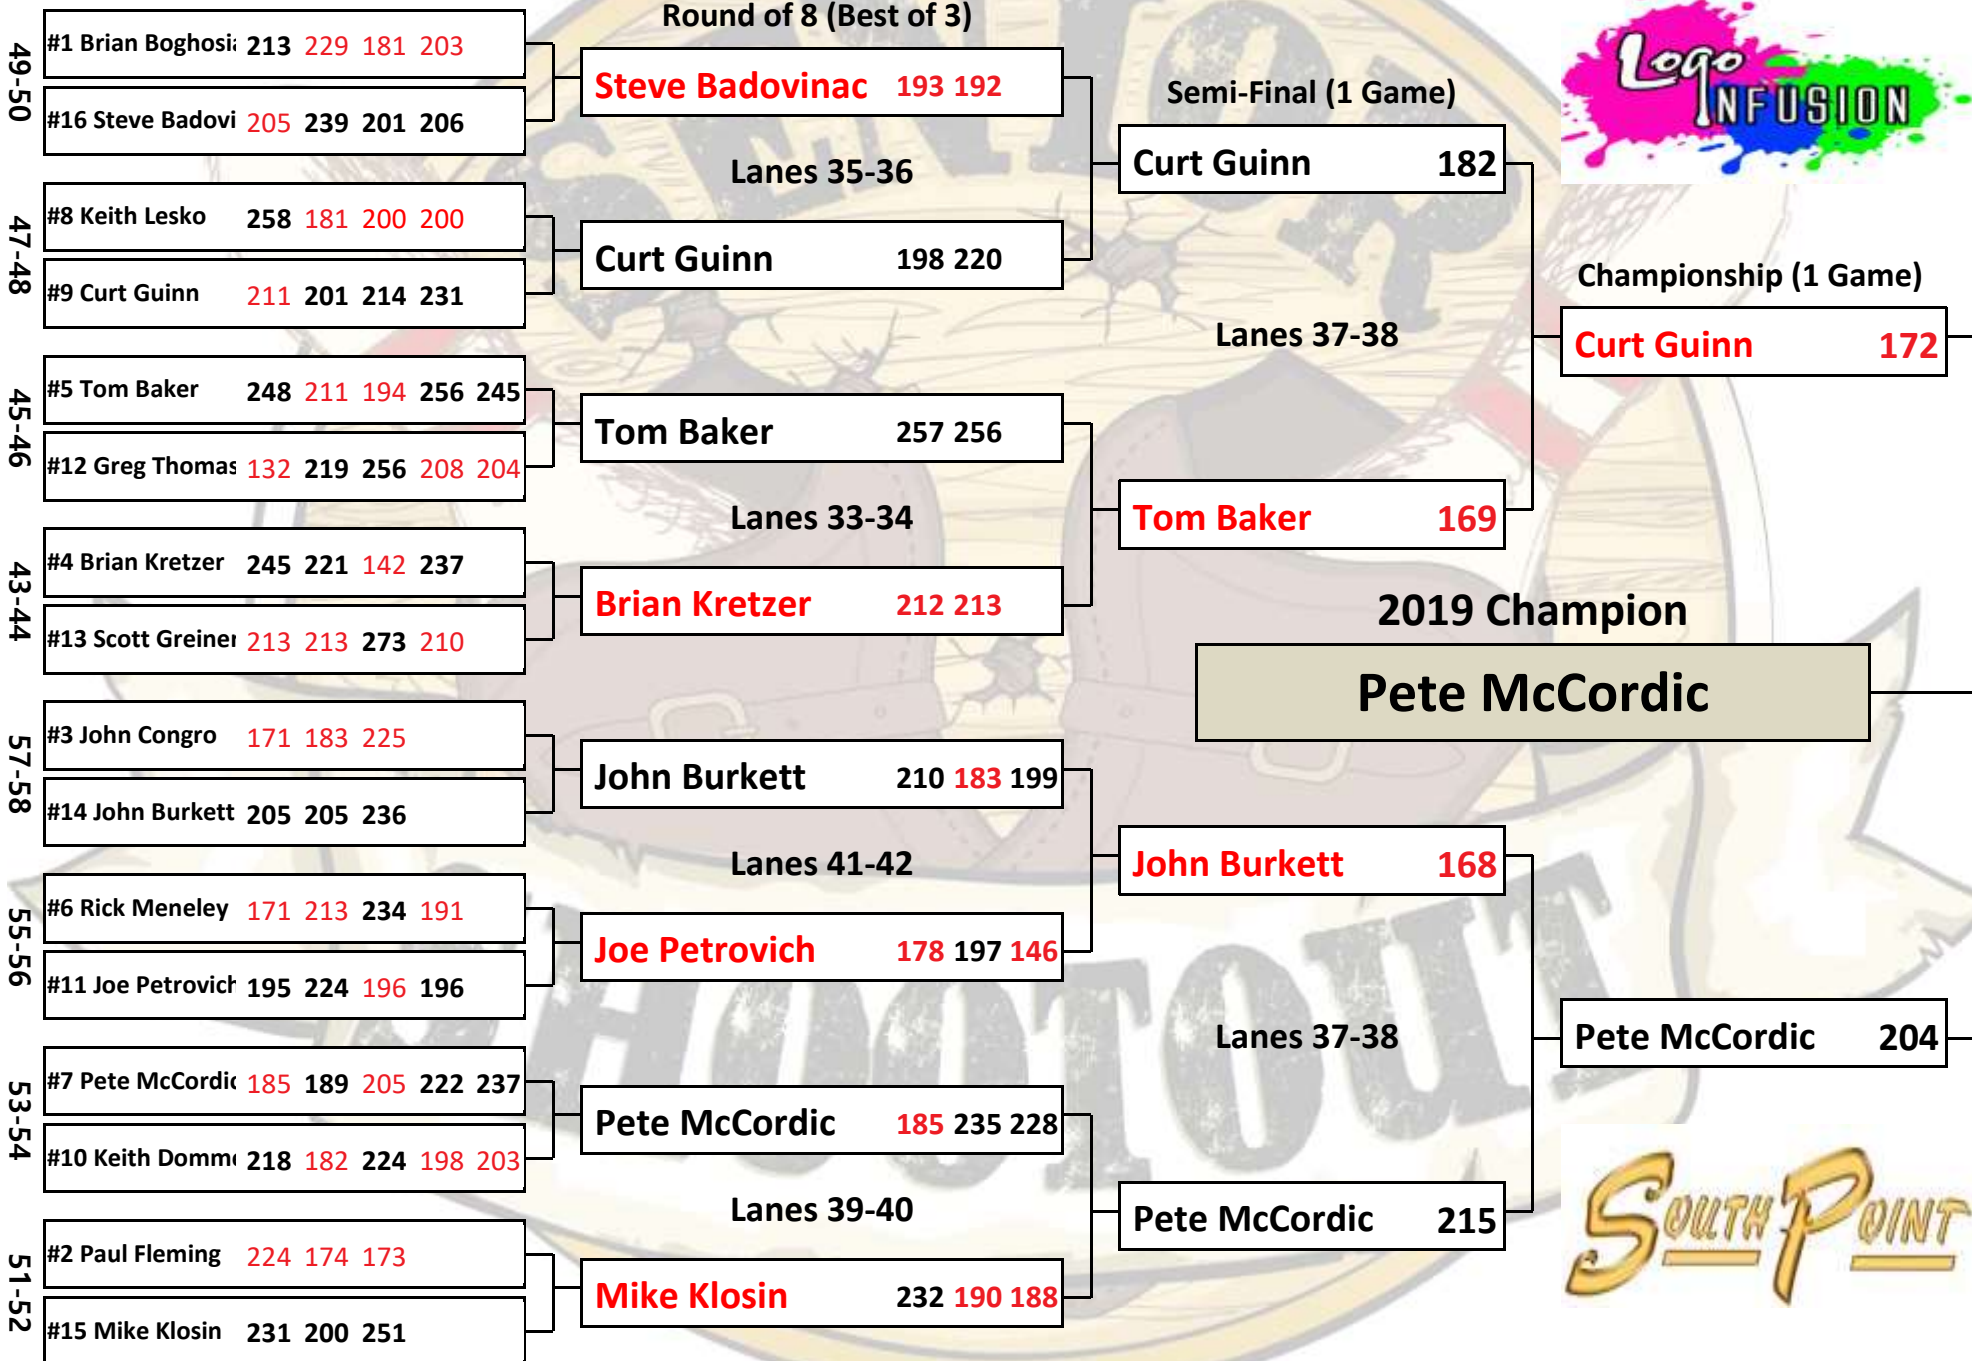 Round of 8 (Best of 3)
49-50
#1 Brian Boghosi 213 229 181 203
#16 Steve Badovi 205 239 201 206
Steve Badovinac 193 192
Lanes 35-36
47-48
#8 Keith Lesko 258 181 200 200
#9 Curt Guinn 211 201 214 231
Curt Guinn 198 220
45-46
#5 Tom Baker 248 211 194 256 245
#12 Greg Thomas 132 219 256 208 204
Tom Baker 257 256
Lanes 33-34
43-44
#4 Brian Kretzer 245 221 142 237
#13 Scott Greiner 213 213 273 210
Brian Kretzer 212 213
57-58
#3 John Congro 171 183 225
#14 John Burkett 205 205 236
John Burkett 210 183 199
Lanes 41-42
55-56
#6 Rick Meneley 171 213 234 191
#11 Joe Petrovich 195 224 196 196
Joe Petrovich 178 197 146
53-54
#7 Pete McCordic 185 189 205 222 237
#10 Keith Domm 218 182 224 198 203
Pete McCordic 185 235 228
Lanes 39-40
51-52
#2 Paul Fleming 224 174 173
#15 Mike Klosin 231 200 251
Mike Klosin 232 190 188
Semi-Final (1 Game)
Curt Guinn 182
Lanes 37-38
Tom Baker 169
John Burkett 168
Lanes 37-38
Pete McCordic 215
Logo
INFUSION
Championship (1 Game)
Curt Guinn 172
2019 Champion
Pete McCordic
Pete McCordic 204
SOUTH POINT
SENIOR
SHOOTOUT